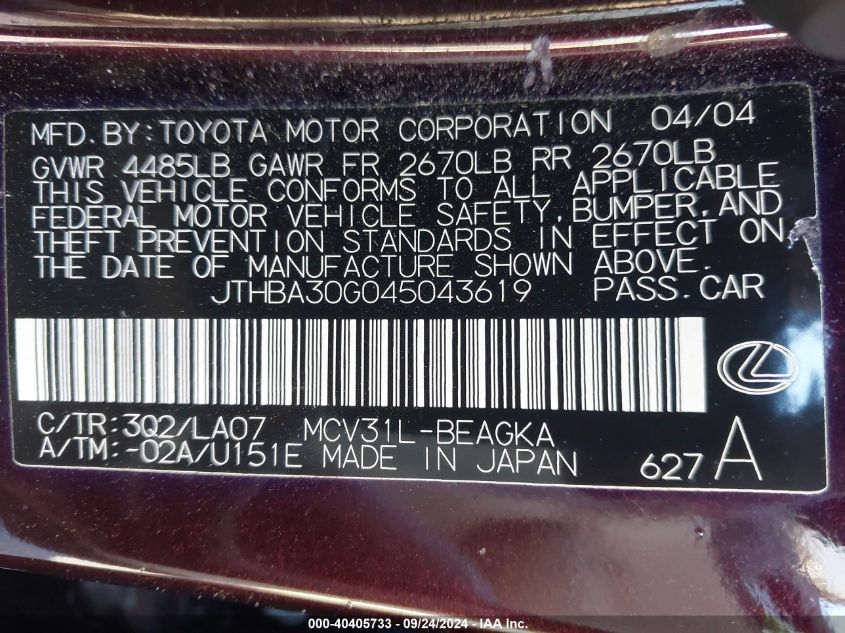 MFD. BY: TOYOTA MOTOR CORPORATION 04/04
GVWR 4485LB GAWR FR 2670LB RR 2670LB
THIS VEHICLE CONFORMS TO ALL APPLICABLE
FEDERAL MOTOR VEHICLE SAFETY, BUMPER, AND
THEFT PREVENTION STANDARDS IN EFFECT ON
THE DATE OF MANUFACTURE SHOWN ABOVE.
JTHBA30G045043619 PASS. CAR
C/TR: 3Q2/LA07 MCV31L-BEAGKA
A/TM: -02A/U151E MADE IN JAPAN 627 A
000-40405733 - 09/24/2024 - IAA Inc.